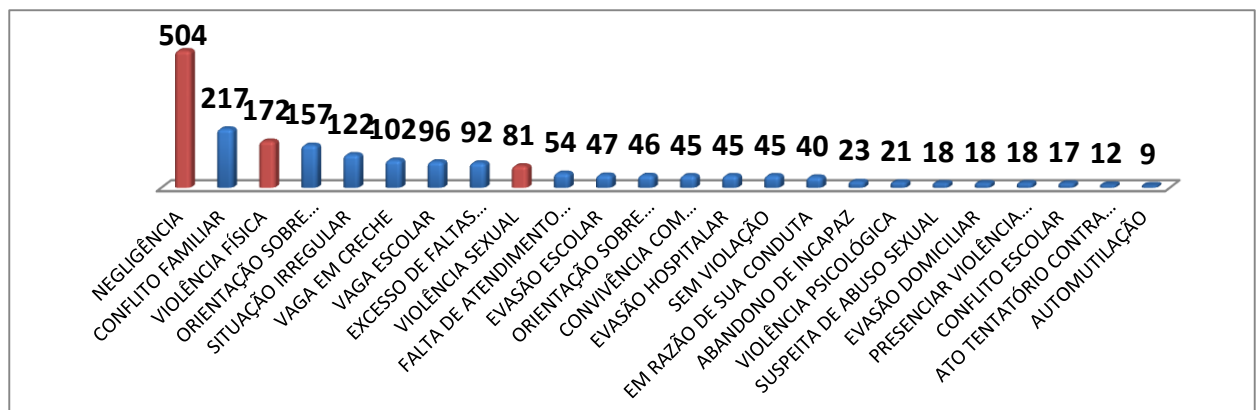 504
217
172
157
122
102
96
92
81
54
47
46
45
45
45
40
23
21
18
18
18
17
12
9
NEGLIGÊNCIA
CONFLITO FAMILIAR
VIOLÊNCIA FÍSICA
ORIENTAÇÃO SOBRE...
SITUAÇÃO IRREGULAR
VAGA EM CRECHE
VAGA ESCOLAR
EXCESSO DE FALTAS...
VIOLÊNCIA SEXUAL
FALTA DE ATENDIMENTO...
EVASÃO ESCOLAR
ORIENTAÇÃO SOBRE...
CONVIVÊNCIA COM...
EVASÃO HOSPITALAR
SEM VIOLAÇÃO
EM RAZÃO DE SUA CONDUTA
ABANDONO DE INCAPAZ
VIOLÊNCIA PSICOLÓGICA
SUSPEITA DE ABUSO SEXUAL
EVASÃO DOMICILIAR
PRESENCIAR VIOLÊNCIA...
CONFLITO ESCOLAR
ATO TENTATÓRIO CONTRA...
AUTOMUTILAÇÃO